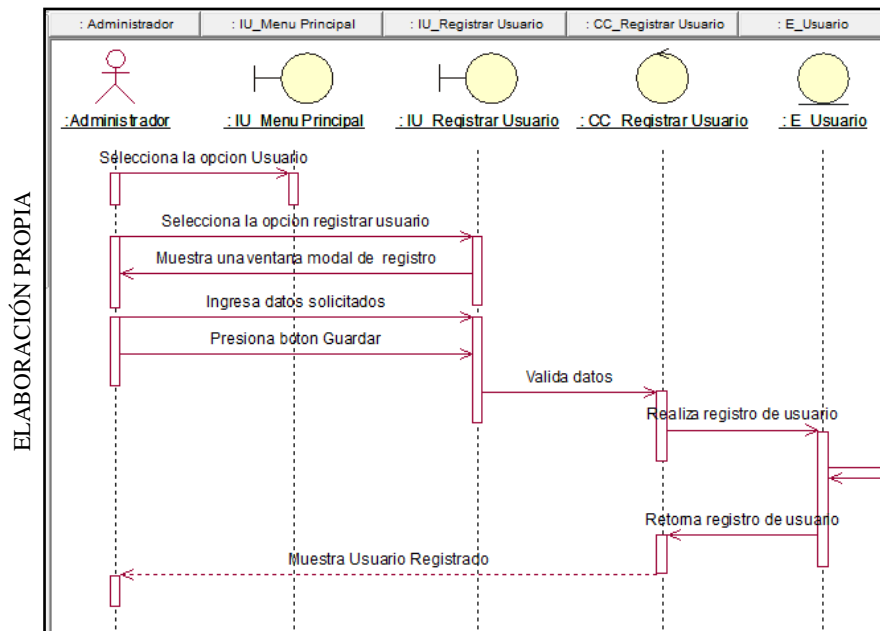 : Administrador
: IU_Menu Principal
: IU_Registrar Usuario
: CC_Registrar Usuario
: E_Usuario
:Administrador
: IU_Menu Principal
: IU_Registrar Usuario
: CC_Registrar Usuario
: E_Usuario
Selecciona la opcion Usuario
Selecciona la opcion registrar usuario
Muestra una ventana modal de registro
Ingresa datos solicitados
Presiona boton Guardar
Valida datos
Realiza registro de usuario
Retorna registro de usuario
Muestra Usuario Registrado
ELABORACIÓN PROPIA